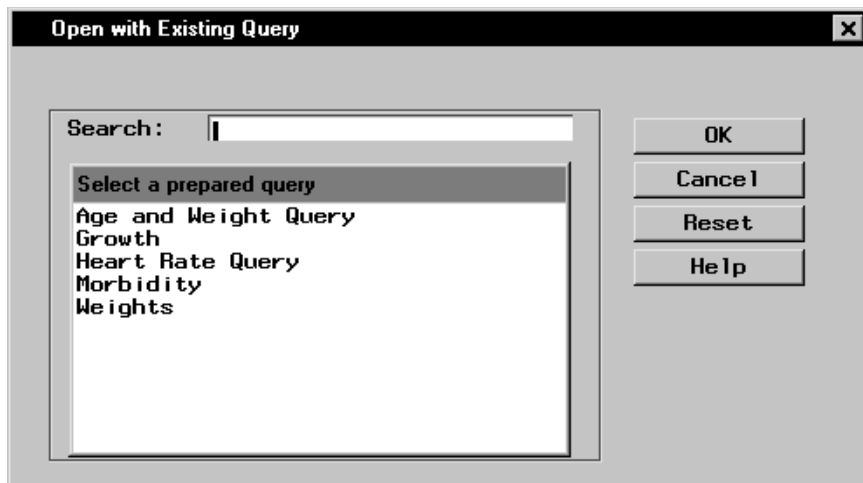 Open with Existing Query
Search:
OK
Cancel
Reset
Help
Select a prepared query
Age and Weight Query
Growth
Heart Rate Query
Morbidity
Weights